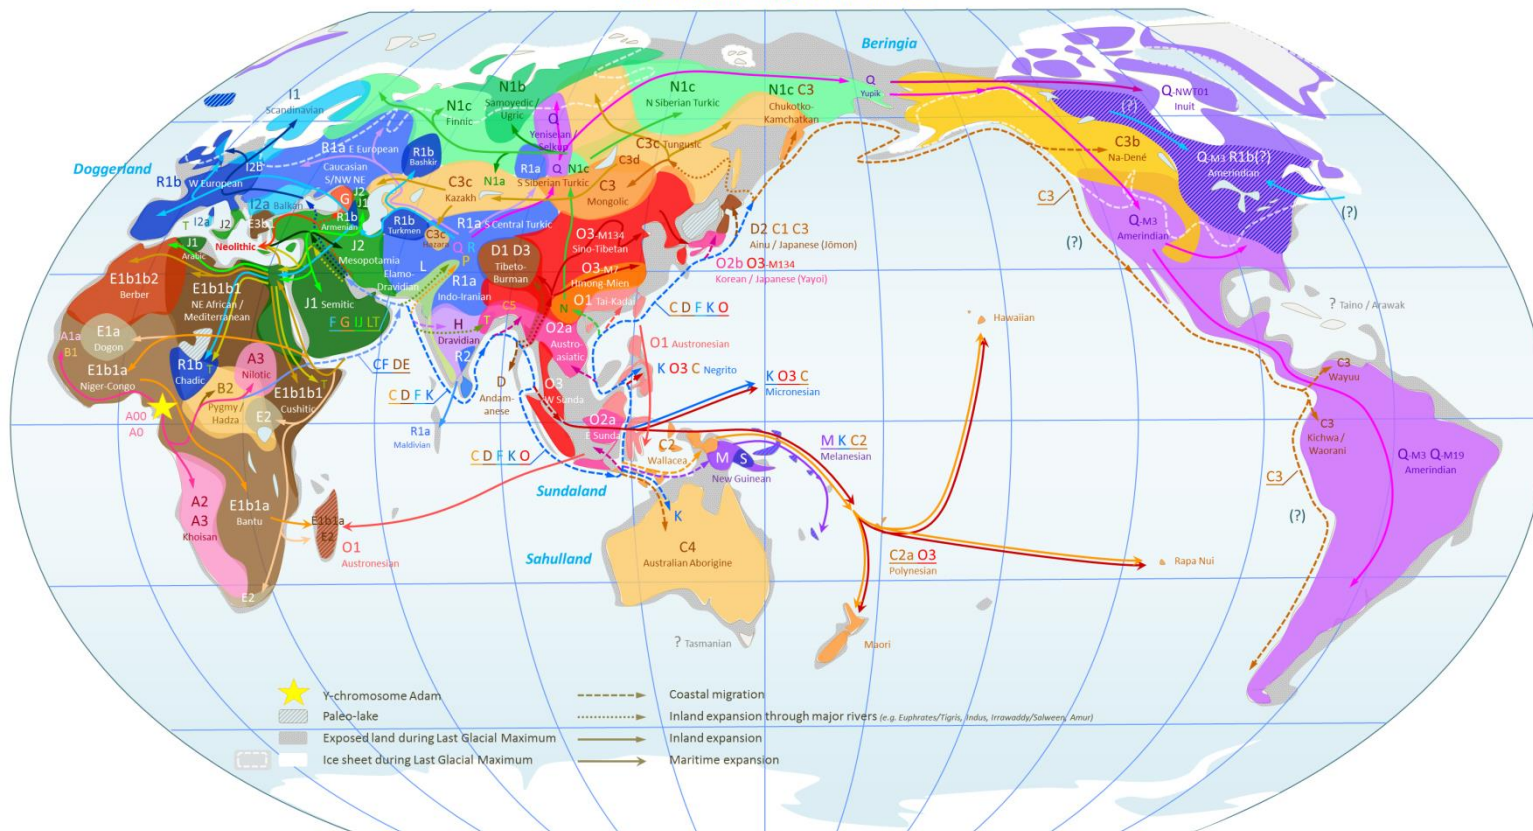 Beringia
I1
Scandinavian
N1b
Samoyedic /
Ugric
N1c
Finnic
N1c
N Siberian Turkic
N1c C3
Chukotko-
Kamchatkan
Q
Yupik
Q-NWT01
Inuit
(?)
Q
Yeniseian
Selkup
C3c Tungusic
C3d
C3b
Na-Dené
Q-M3 R1b(?)
Amerindian
(?)
Doggerland
R1b
W European
I2b
R1a E European
Caucasian
S/NW NE
R1b
Bashkir
R1a
Q
N1c
S Siberian Turkic
N1a
C3c
Kazakh
C3
Mongolic
C3
(?)
Q-M3
Amerindian
I2a Balkan
G
J2
J1
R1b
Armenian
T
I2a
J2
E3b1
R1b
Turkmen
C3c
Hazara
R1a S Central Turkic
O3-M134
Sino-Tibetan
D2 C1 C3
Ainu / Japanese (Jōmon)
J1
Arabic
Neolithic
J2
Mesopotamia
Elamo-
Dravidian
L
Q R
P
D1 D3
Tibeto-
Burman
O3-M7
Hmong-Mien
O2b O3-M134
Korean / Japanese (Yayoi)
E1b1b2
Berber
E1b1b1
NE African /
Mediterranean
J1 Semitic
F G IJ LT
R1a
Indo-Iranian
C5
T
O1 Tai-Kadai
N
C D F K O
? Taino / Arawak
Hawaiian
A1a
B1
E1a
Dogon
H
Dravidian
R2
O2a
Austro-
asiatic
O1 Austronesian
E1b1a
Niger-Congo
R1b
Chadic
T
A3
Nilotic
B2
Pygmy /
Hadza
T
E1b1b1
Cushitic
E2
CF DE
C D F K
D
Andam-
anese
O3
W Sunda
K O3 C Negrito
K O3 C
Micronesian
C3
Wayuu
A00
A0
R1a
Maldivian
O2a
E Sunda
C3
Kichwa /
Waorani
C D F K O
C2
Wallacea
M
S
New Guinean
M K C2
Melanesian
Q-M3 Q-M19
Amerindian
C3
(?)
A2
A3
Khoisan
E1b1a
Bantu
E1b1a
E2
O1
Austronesian
E2
Sundaland
K
Sahulland
C4
Australian Aborigine
C2a O3
Polynesian
Rapa Nui
? Tasmanian
Maori
Y-chromosome Adam
Paleo-lake
Exposed land during Last Glacial Maximum
Ice sheet during Last Glacial Maximum
Coastal migration
Inland expansion through major rivers (e.g. Euphrates/Tigris, Indus, Irrawaddy/Salween, Amur)
Inland expansion
Maritime expansion